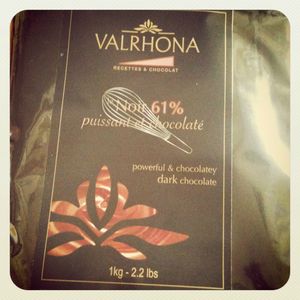 VALRHONA
RECETTES & CHOCOLAT
Noir 61%
puissant et chocolaté
powerful & chocolatey
dark chocolate
1kg - 2.2 lbs